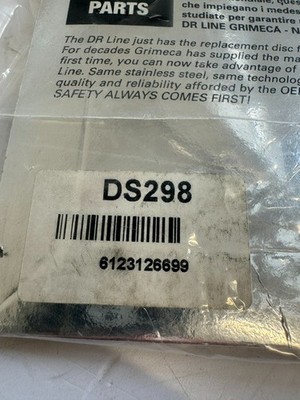 PARTS
che impiegano i medes
studiate per garantire
DR LINE GRIMECA - N
The DR Line just has the replacement disc
For decades Grimeca has supplied the ma
first time, you can now take advantage of
Line. Same stainless steel, same technolog
quality and reliability afforded by the OE
SAFETY ALWAYS COMES FIRST!
DS298
6123126699